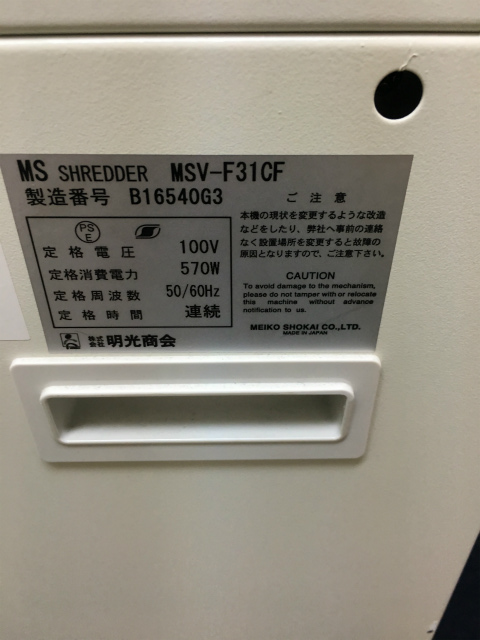 MS SHREDDER MSV-F31CF
製造番号 B16540G3
PS
E
定格電圧 100V
定格消費電力 570W
定格周波数 50/60Hz
定格時間 連続
株式会社 明光商会
ご注意
本機の現状を変更するような改造
などをしたり、弊社へ事前の連絡
なく設置場所を変更すると故障の
原因となりますので、ご注意下さい。
CAUTION
To avoid damage to the mechanism,
please do not tamper with or relocate
this machine without advance
notification to us.
MEIKO SHOKAI CO., LTD.
MADE IN JAPAN